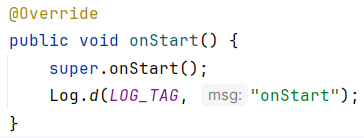 @Override
public void onStart() {
    super.onStart();
    Log.d(LOG_TAG, msg: "onStart");
}